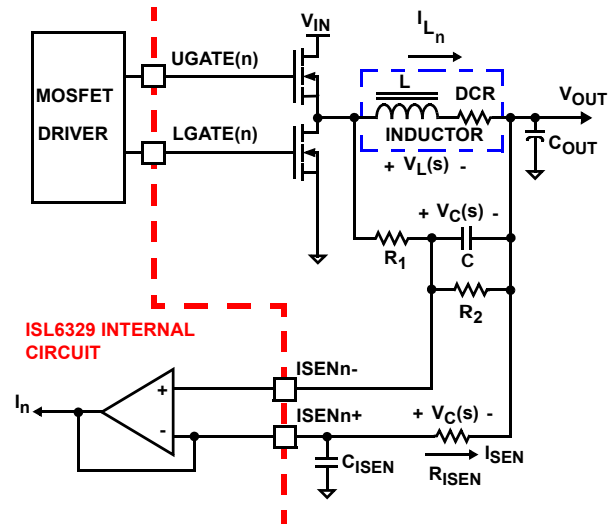 V_IN
I_Ln
UGATE(n)
L
DCR
V_OUT
MOSFET
DRIVER
LGATE(n)
INDUCTOR
C_OUT
+ V_L(s) -
+ V_C(s) -
R_1
C
R_2
ISL6329 INTERNAL
CIRCUIT
ISENn-
I_n
+
-
ISENn+
+ V_C(s) -
C_ISEN
R_ISEN
I_SEN